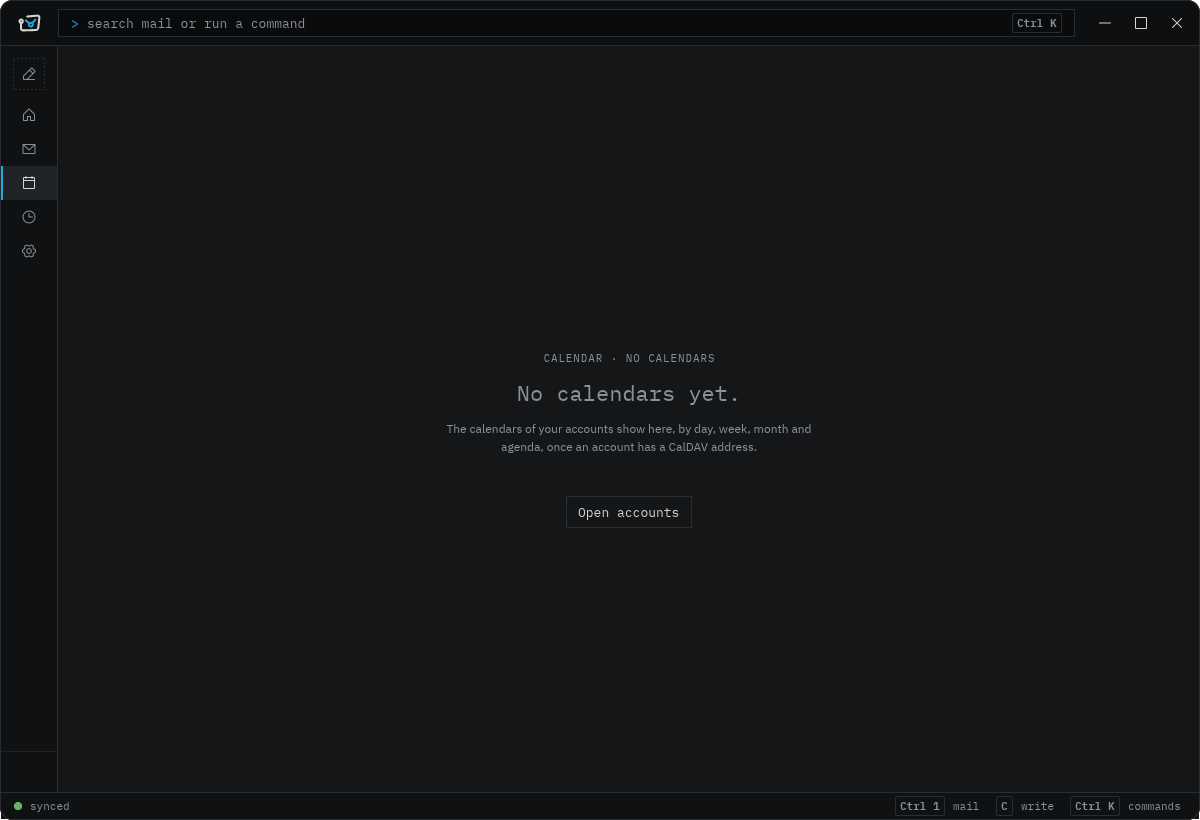 > search mail or run a command Ctrl K
CALENDAR · NO CALENDARS
No calendars yet.
The calendars of your accounts show here, by day, week, month and
agenda, once an account has a CalDAV address.
Open accounts
synced Ctrl 1 mail C write Ctrl K commands